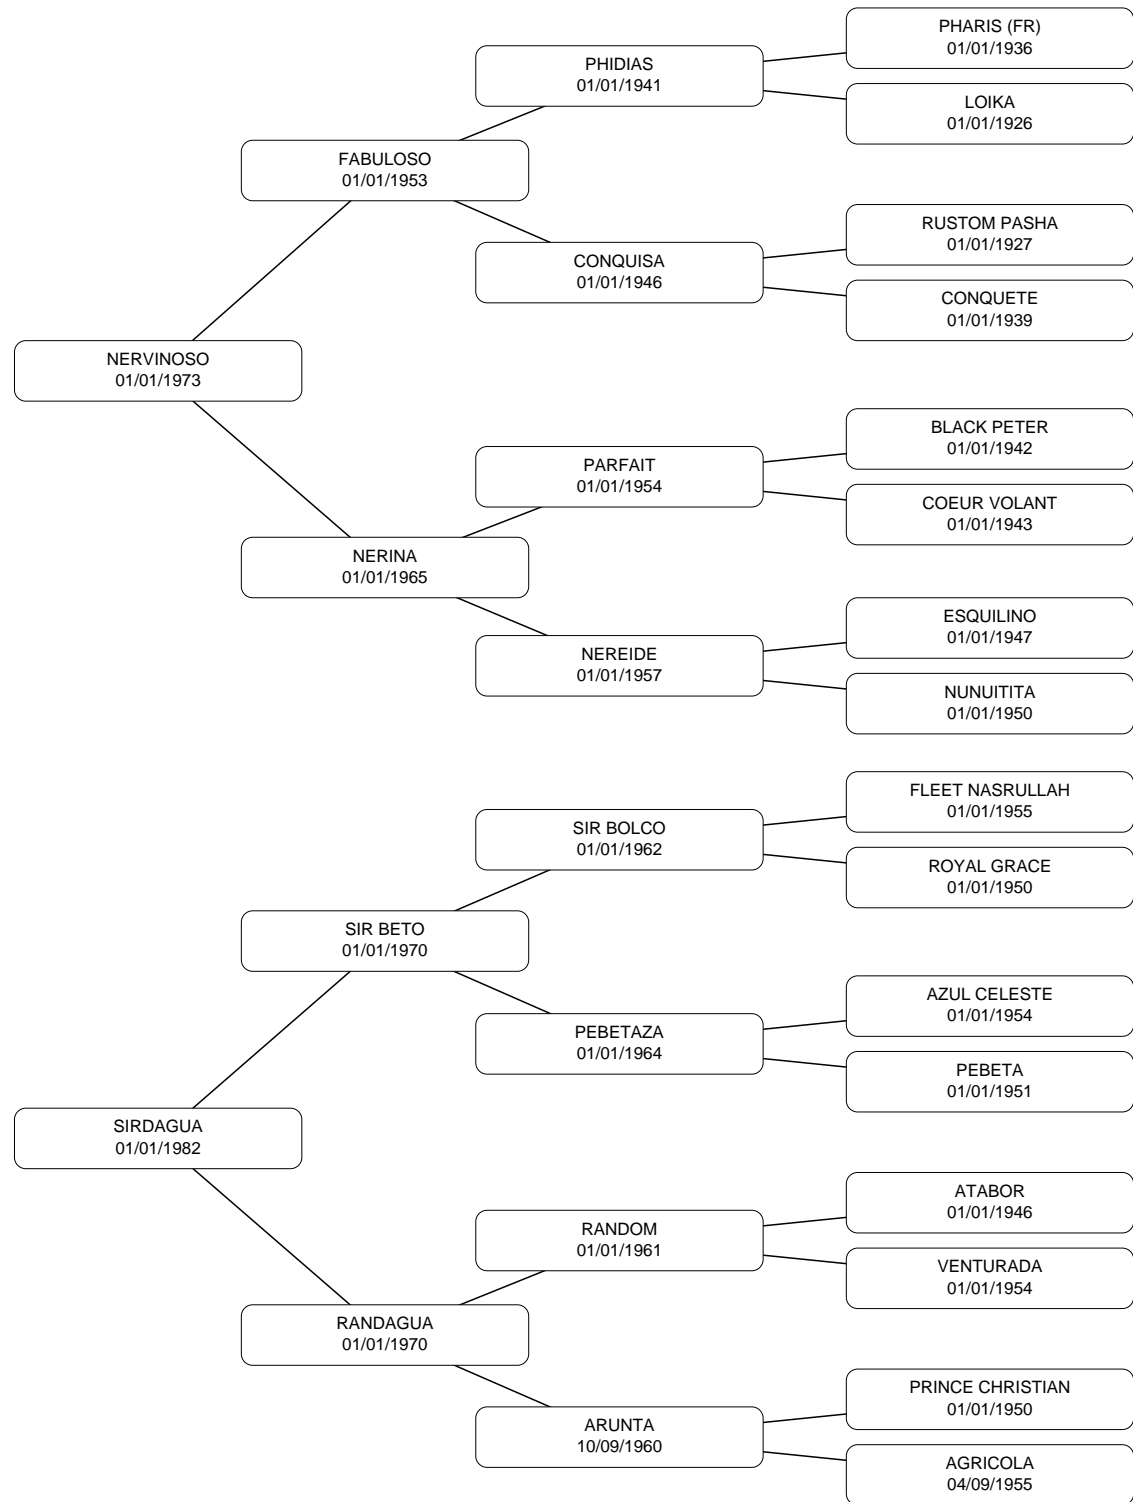 PHARIS (FR)
01/01/1936
PHIDIAS
01/01/1941
LOIKA
01/01/1926
FABULOSO
01/01/1953
RUSTOM PASHA
01/01/1927
CONQUISA
01/01/1946
CONQUETE
01/01/1939
NERVINOSO
01/01/1973
BLACK PETER
01/01/1942
PARFAIT
01/01/1954
COEUR VOLANT
01/01/1943
NERINA
01/01/1965
ESQUILINO
01/01/1947
NEREIDE
01/01/1957
NUNUITITA
01/01/1950
FLEET NASRULLAH
01/01/1955
SIR BOLCO
01/01/1962
ROYAL GRACE
01/01/1950
SIR BETO
01/01/1970
AZUL CELESTE
01/01/1954
PEBETAZA
01/01/1964
PEBETA
01/01/1951
SIRDAGUA
01/01/1982
ATABOR
01/01/1946
RANDOM
01/01/1961
VENTURADA
01/01/1954
RANDAGUA
01/01/1970
PRINCE CHRISTIAN
01/01/1950
ARUNTA
10/09/1960
AGRICOLA
04/09/1955